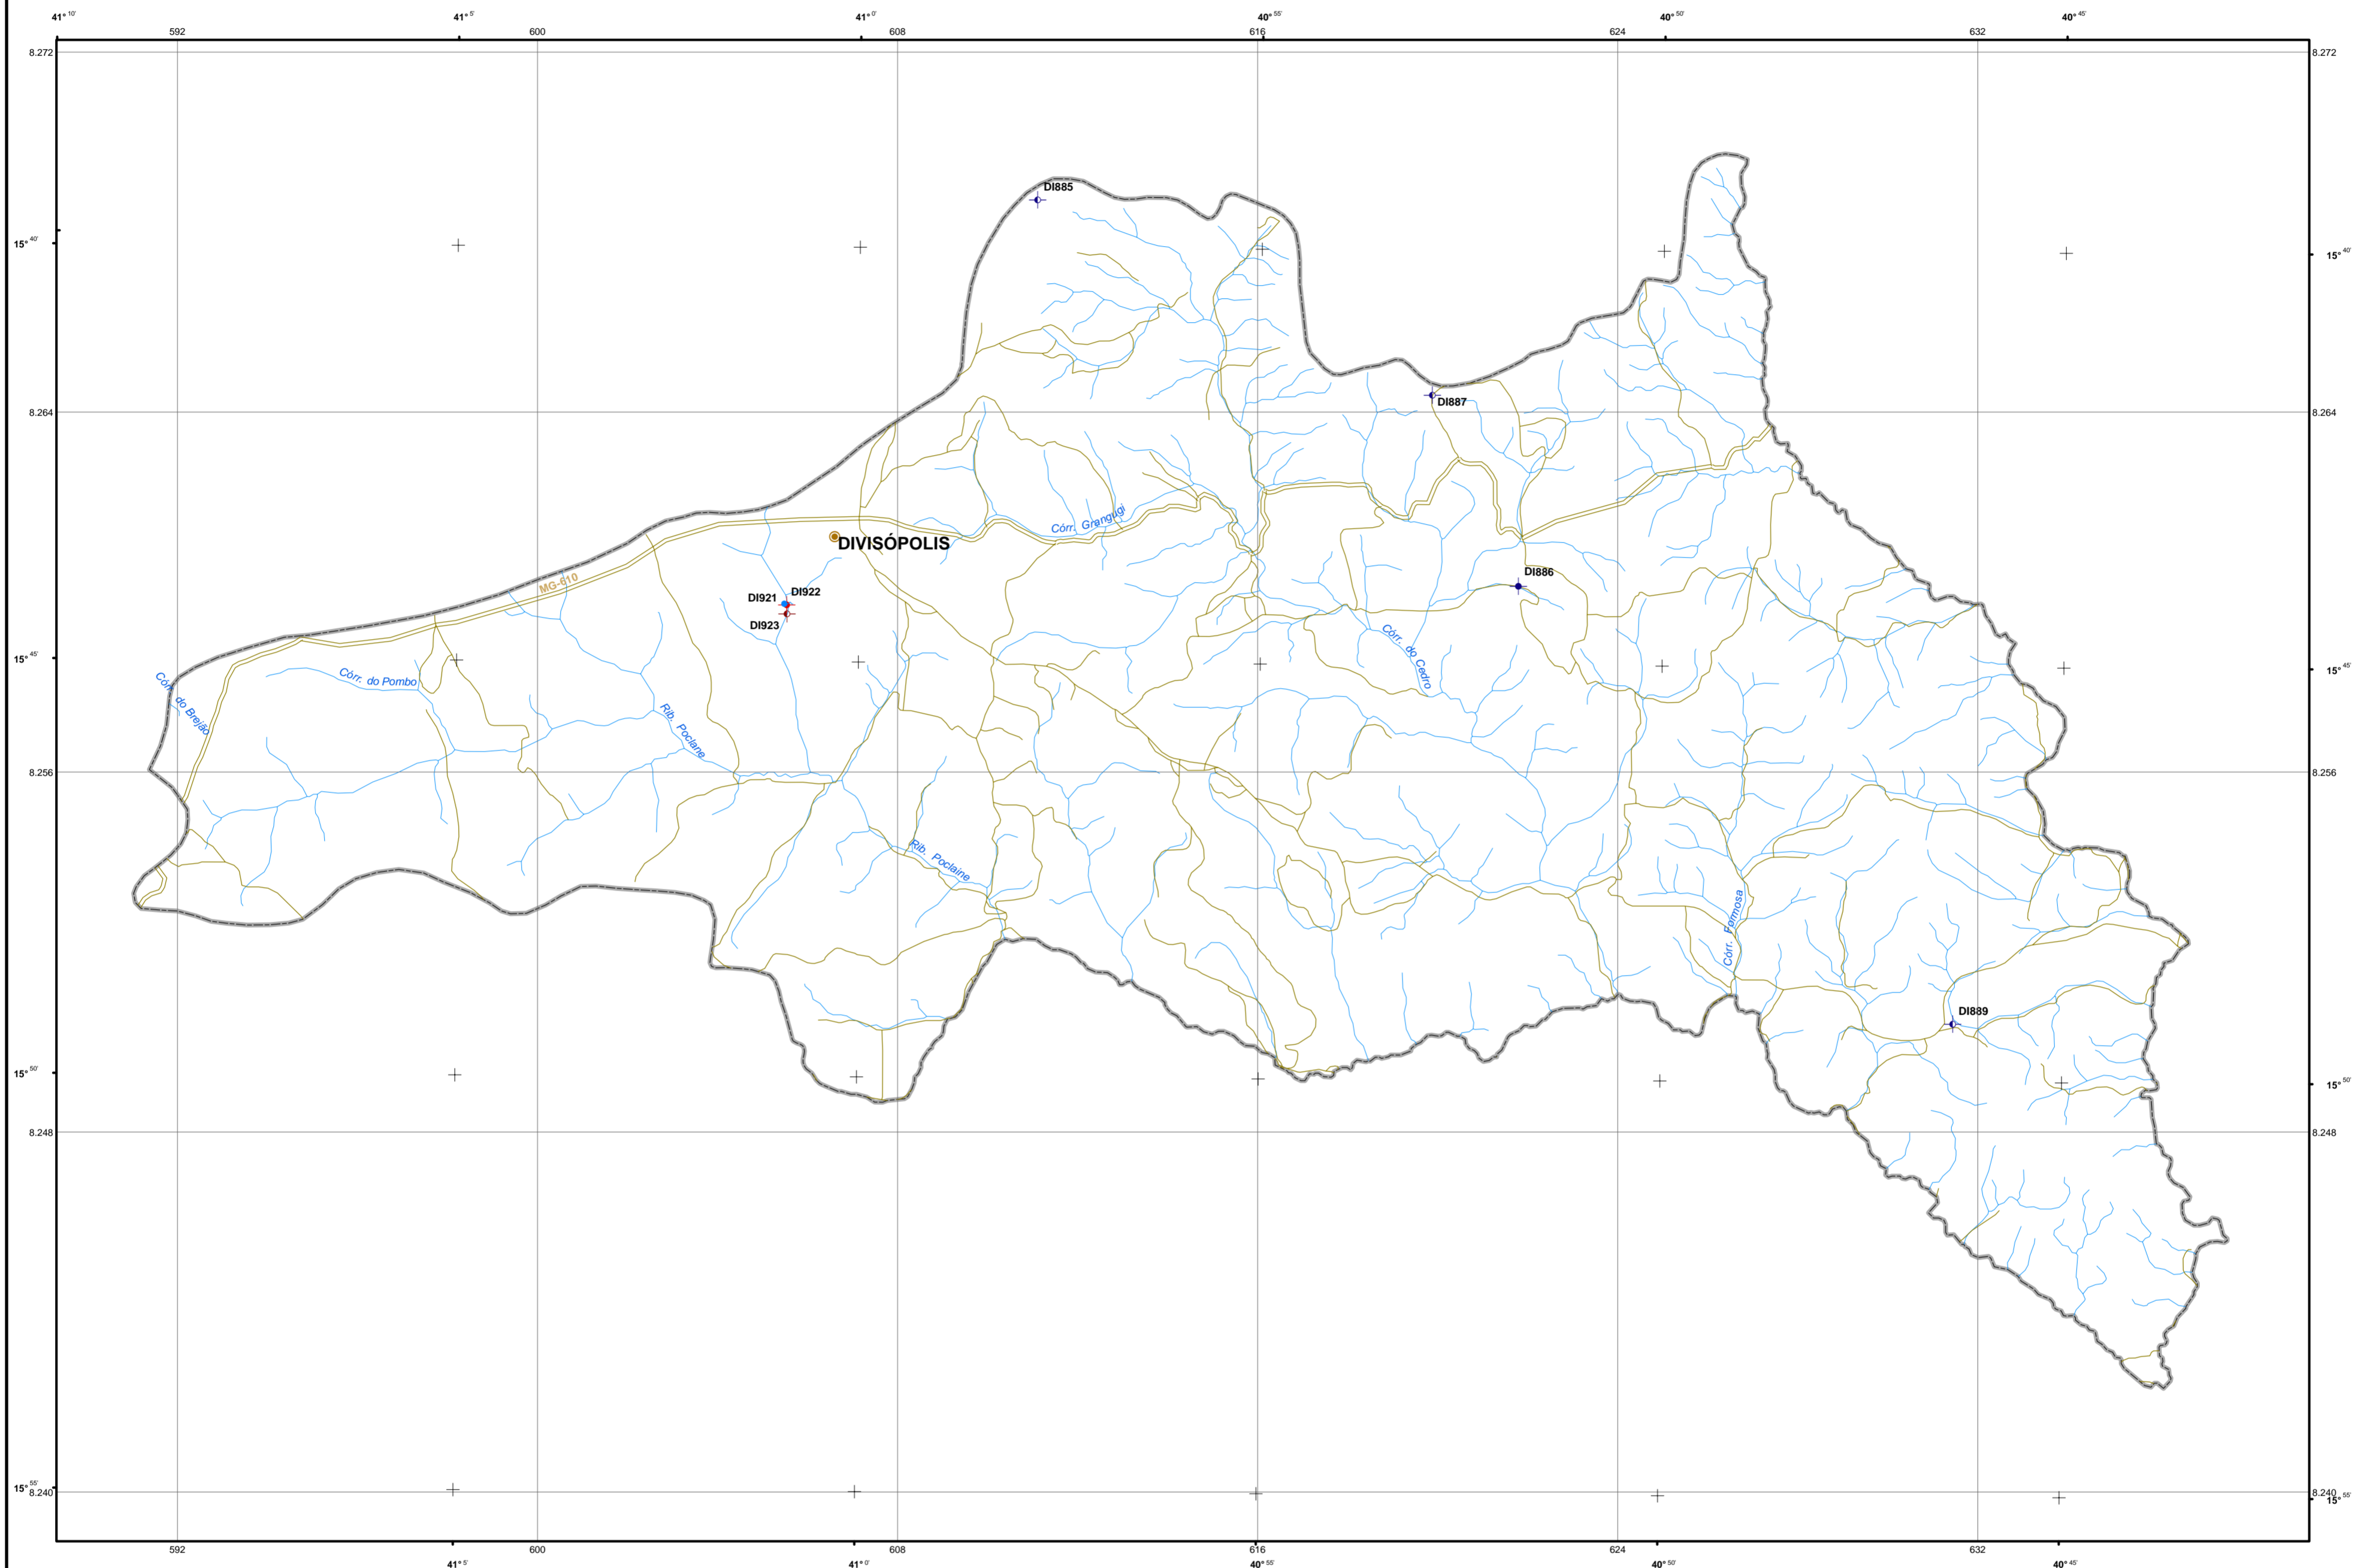 41° 10'
41° 5'
41° 0'
40° 55'
40° 50'
40° 45'
592
600
608
616
624
632
8.272
8.272
DI885
15° 40'
15° 40'
DI887
8.264
8.264
Córr. Grangugi
DIVISÓPOLIS
MG-610
DI886
DI921
DI922
DI923
Córr. do Cedro
15° 45'
15° 45'
Córr. do Pombo
Córr. do Brejão
Rib. Poclane
8.256
8.256
Rib. Poclaine
Córr. Formosa
DI889
15° 50'
15° 50'
8.248
8.248
15° 55'
8.240
8.240
15° 55'
592
600
608
616
624
632
41° 5'
41° 0'
40° 55'
40° 50'
40° 45'